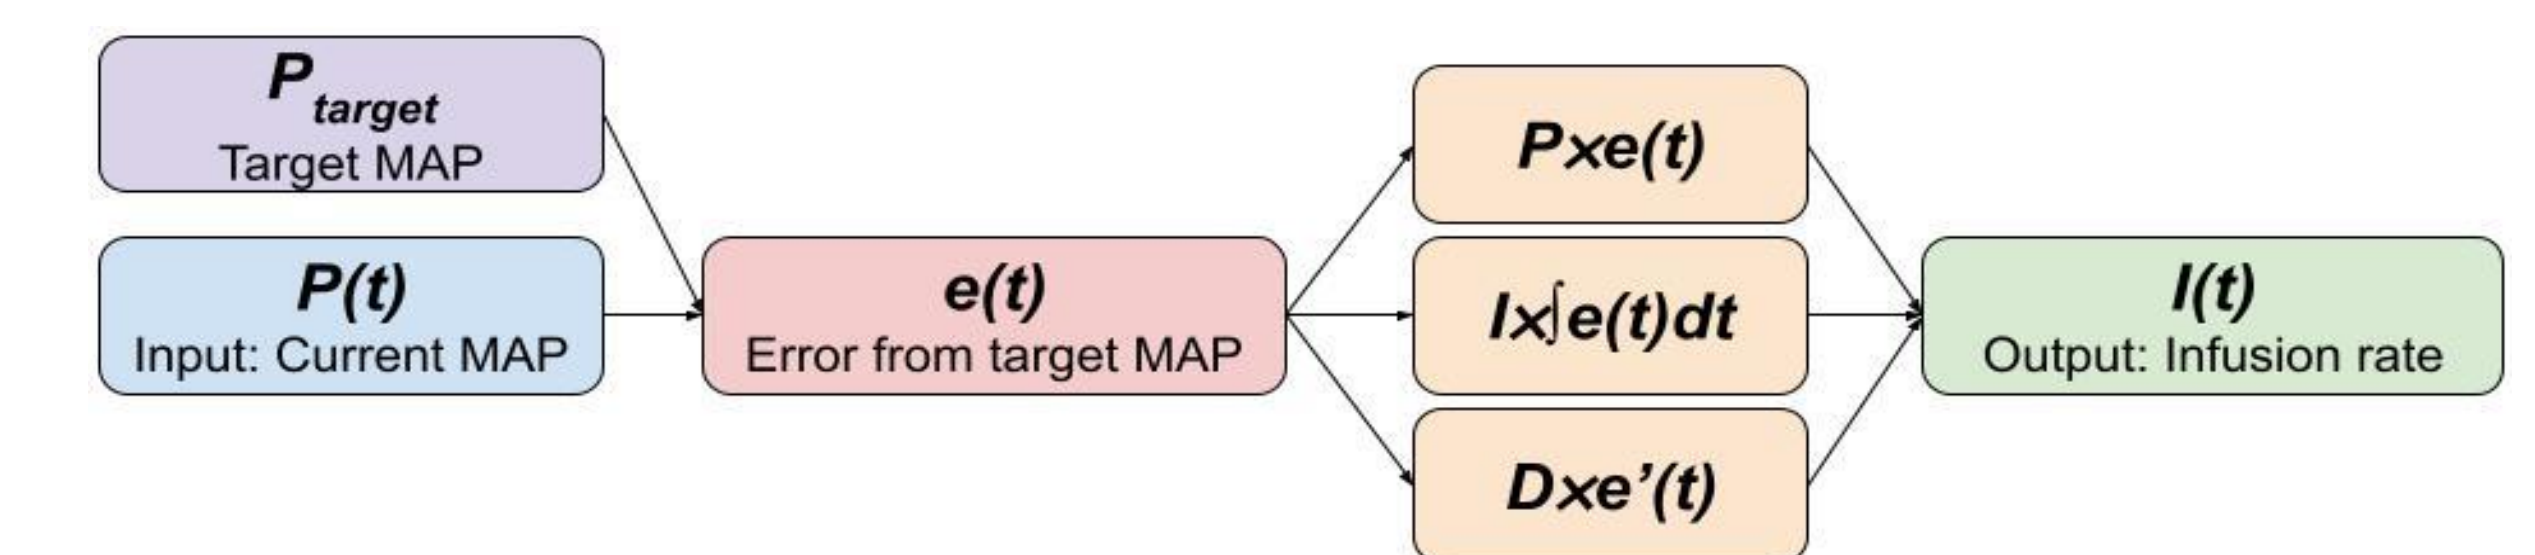 P target
Target MAP
P(t)
Input: Current MAP
e(t)
Error from target MAP
P×e(t)
I×∫e(t)dt
D×e’(t)
I(t)
Output: Infusion rate